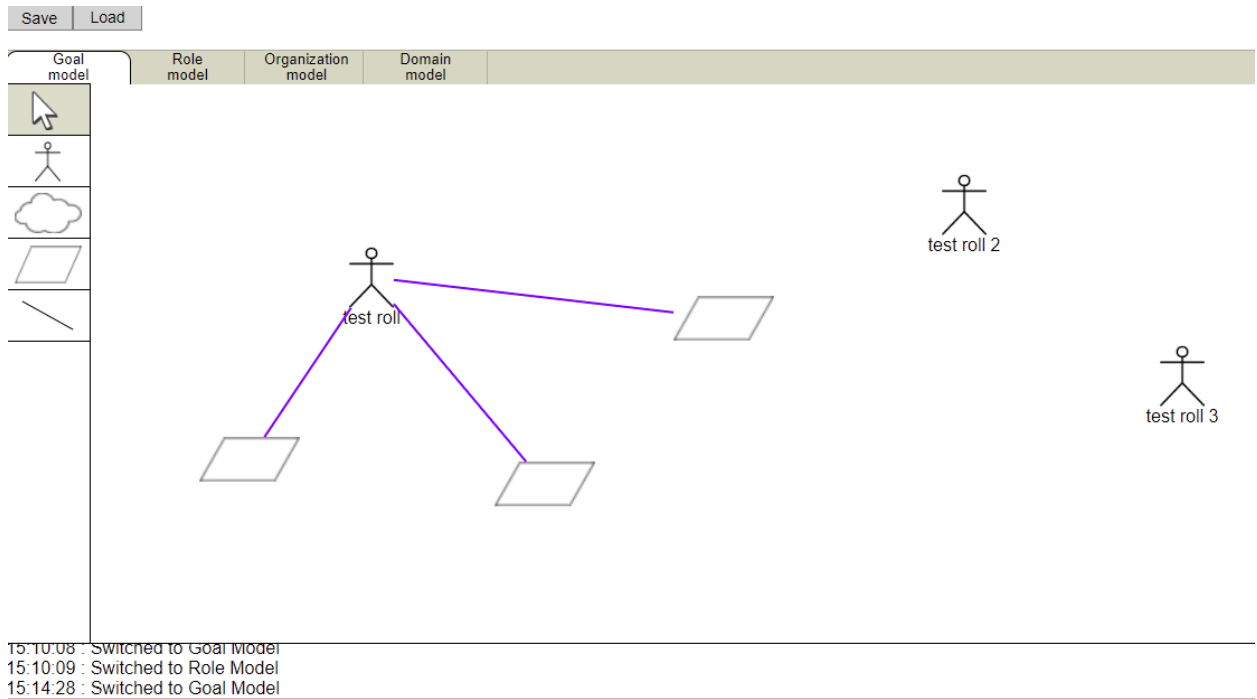 Save
Load
Goal
model
Role
model
Organization
model
Domain
model
test roll 2
test roll
test roll 3
15:10:08 : Switched to Goal Model
15:10:09 : Switched to Role Model
15:14:28 : Switched to Goal Model